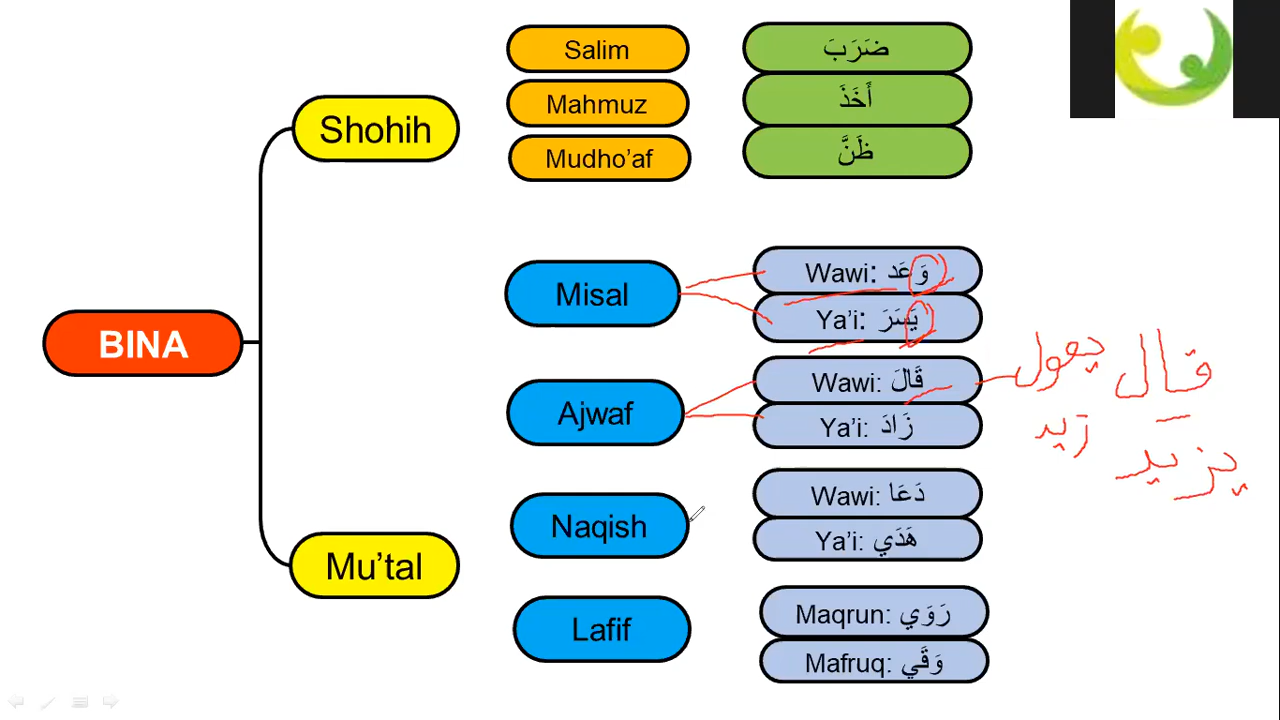 BINA
Shohih
Salim
ضَرَبَ
Mahmuz
أَخَذَ
Mudho'af
ظَنَّ
Mu'tal
Misal
Wawi: وَعَد
Ya'i: يَسَرَ
Ajwaf
Wawi: قَالَ
Ya'i: زَادَ
Naqish
Wawi: دَعَا
Ya'i: هَدَي
Lafif
Maqrun: رَوَي
Mafruq: وَقَي
قال
يزيد زيد